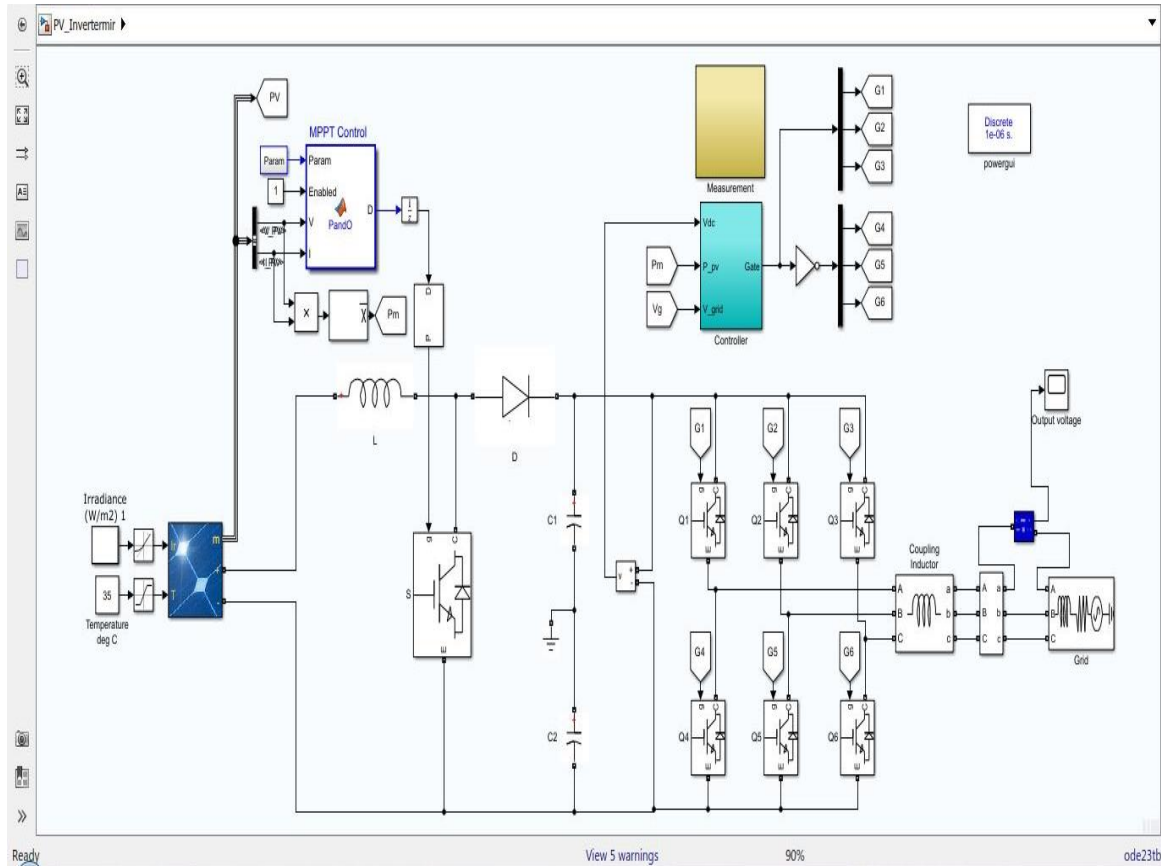 PV_Invertermir
PV
MPPT Control
Param
Param
1
Enabled
V
I
D
PandO
1
z
×
X
Pm
D
P
Measurement
Vdc
P_pv
V_grid
Gate
Controller
Pm
Vg
G1
G2
G3
G4
G5
G6
Discrete
1e-06 s.
powergui
L
D
Irradiance
(W/m2) 1
35
Temperature
deg C
Ir
T
m
+
-
S
g
C
E
C1
C2
v
+
-
G1
G2
G3
Q1
Q2
Q3
g
C
E
g
C
E
g
C
E
G4
G5
G6
Q4
Q5
Q6
g
C
E
g
C
E
g
C
E
Coupling
Inductor
A
B
C
a
b
c
A
B
C
a
b
c
A
B
C
Grid
Output voltage
Ready
View 5 warnings
90%
ode23tb